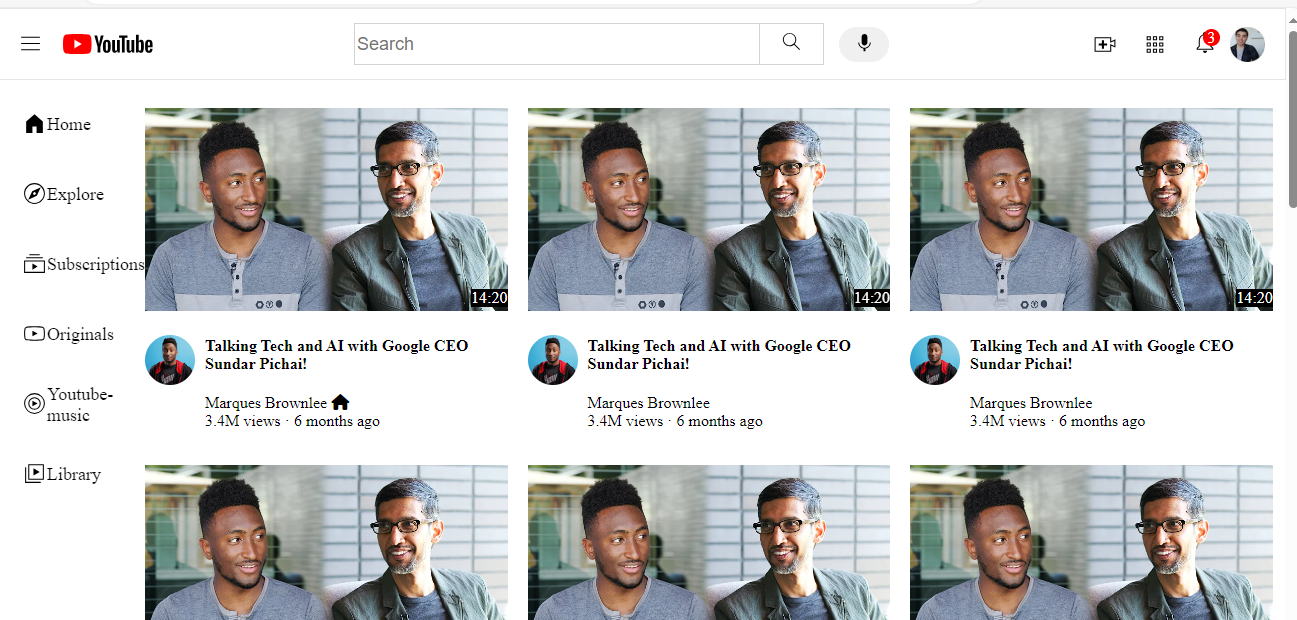 YouTube
Search
3
Home
Explore
Subscriptions
Originals
Youtube-
music
Library
14:20
14:20
14:20
Talking Tech and AI with Google CEO
Sundar Pichai!
Marques Brownlee
3.4M views · 6 months ago
Talking Tech and AI with Google CEO
Sundar Pichai!
Marques Brownlee
3.4M views · 6 months ago
Talking Tech and AI with Google CEO
Sundar Pichai!
Marques Brownlee
3.4M views · 6 months ago